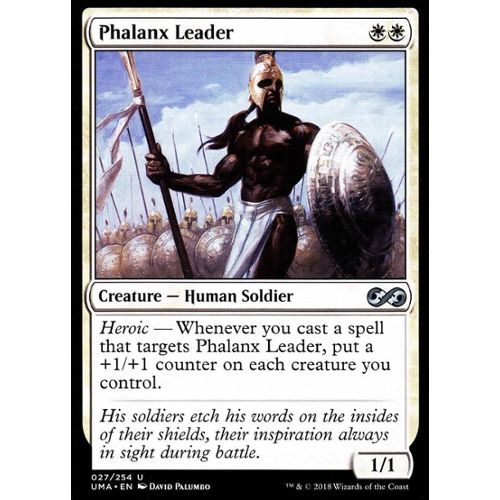 Phalanx Leader
Creature — Human Soldier
Heroic — Whenever you cast a spell
that targets Phalanx Leader, put a
+1/+1 counter on each creature you
control.
His soldiers etch his words on the insides
of their shields, their inspiration always
in sight during battle.
1/1
027/254 U
UMA • EN David Palumbo
™ & © 2018 Wizards of the Coast